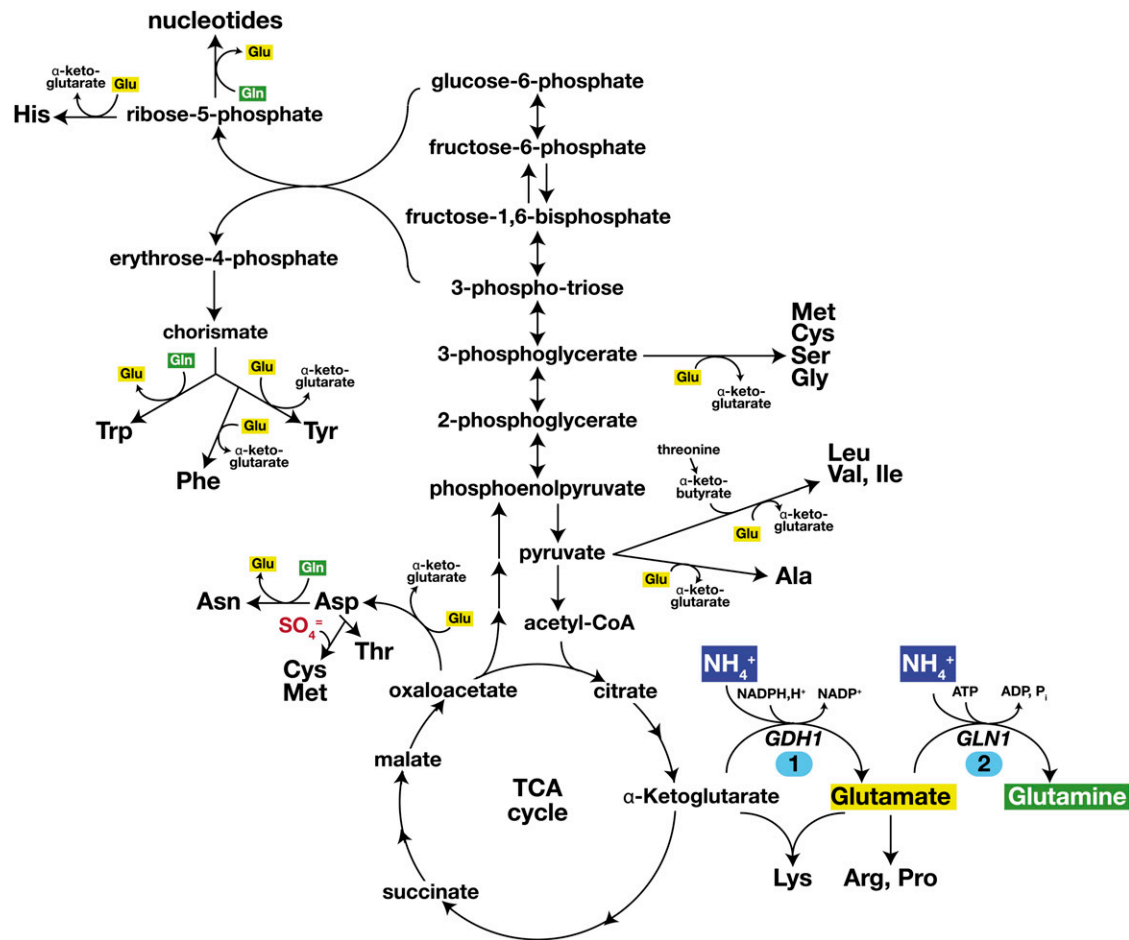 nucleotides
Glu
α-keto-
glutarate
Glu
Gln
His
ribose-5-phosphate
glucose-6-phosphate
fructose-6-phosphate
fructose-1,6-bisphosphate
erythrose-4-phosphate
3-phospho-triose
chorismate
Glu
Gln
Glu
α-keto-
glutarate
Trp
Glu
α-keto-
glutarate
Tyr
Phe
3-phosphoglycerate
Glu
α-keto-
glutarate
Met
Cys
Ser
Gly
2-phosphoglycerate
phosphoenolpyruvate
threonine
α-keto-
butyrate
Glu
α-keto-
glutarate
Leu
Val, Ile
pyruvate
Glu
α-keto-
glutarate
Ala
acetyl-CoA
Glu
Gln
α-keto-
glutarate
Glu
Asn
Asp
SO₄⁼
Thr
Cys
Met
oxaloacetate
citrate
malate
TCA
cycle
succinate
α-Ketoglutarate
NH₄⁺
NADPH,H⁺
NADP⁺
GDH1
1
Glutamate
NH₄⁺
ATP
ADP, Pᵢ
GLN1
2
Glutamine
Lys
Arg, Pro